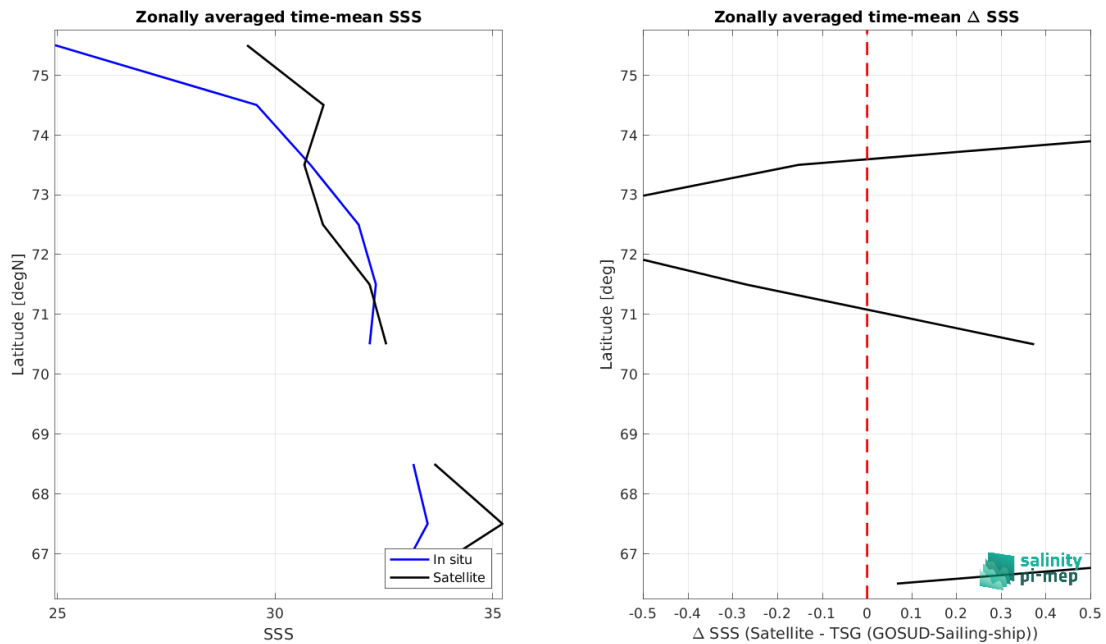 Zonally averaged time-mean SSS
75
74
73
72
71
70
69
68
67
Latitude [degN]
25
30
35
SSS
In situ
Satellite
Zonally averaged time-mean Δ SSS
75
74
73
72
71
70
69
68
67
Latitude [deg]
-0.5 -0.4 -0.3 -0.2 -0.1 0 0.1 0.2 0.3 0.4 0.5
Δ SSS (Satellite - TSG (GOSUD-Sailing-ship))
salinity
pi-mep